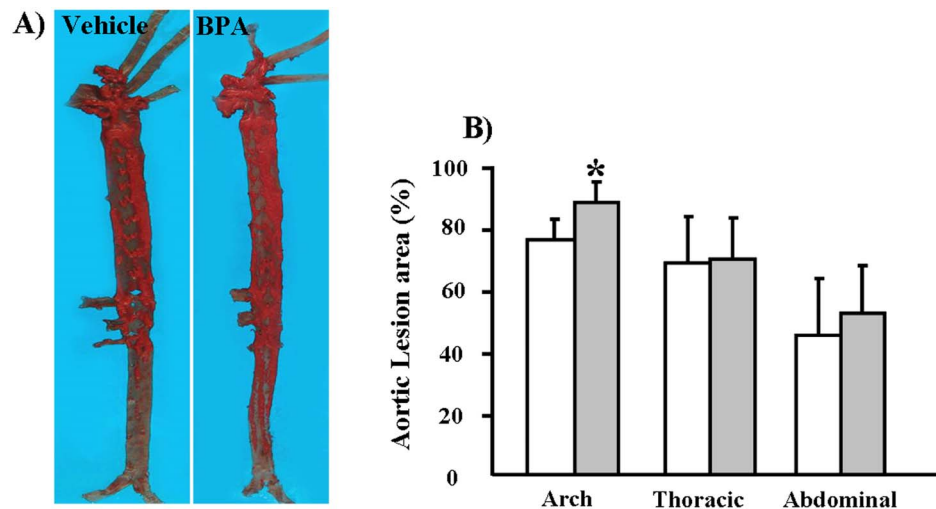 A)
Vehicle
BPA
B)
Aortic Lesion area (%)
100
80
60
40
20
0
*
Arch
Thoracic
Abdominal